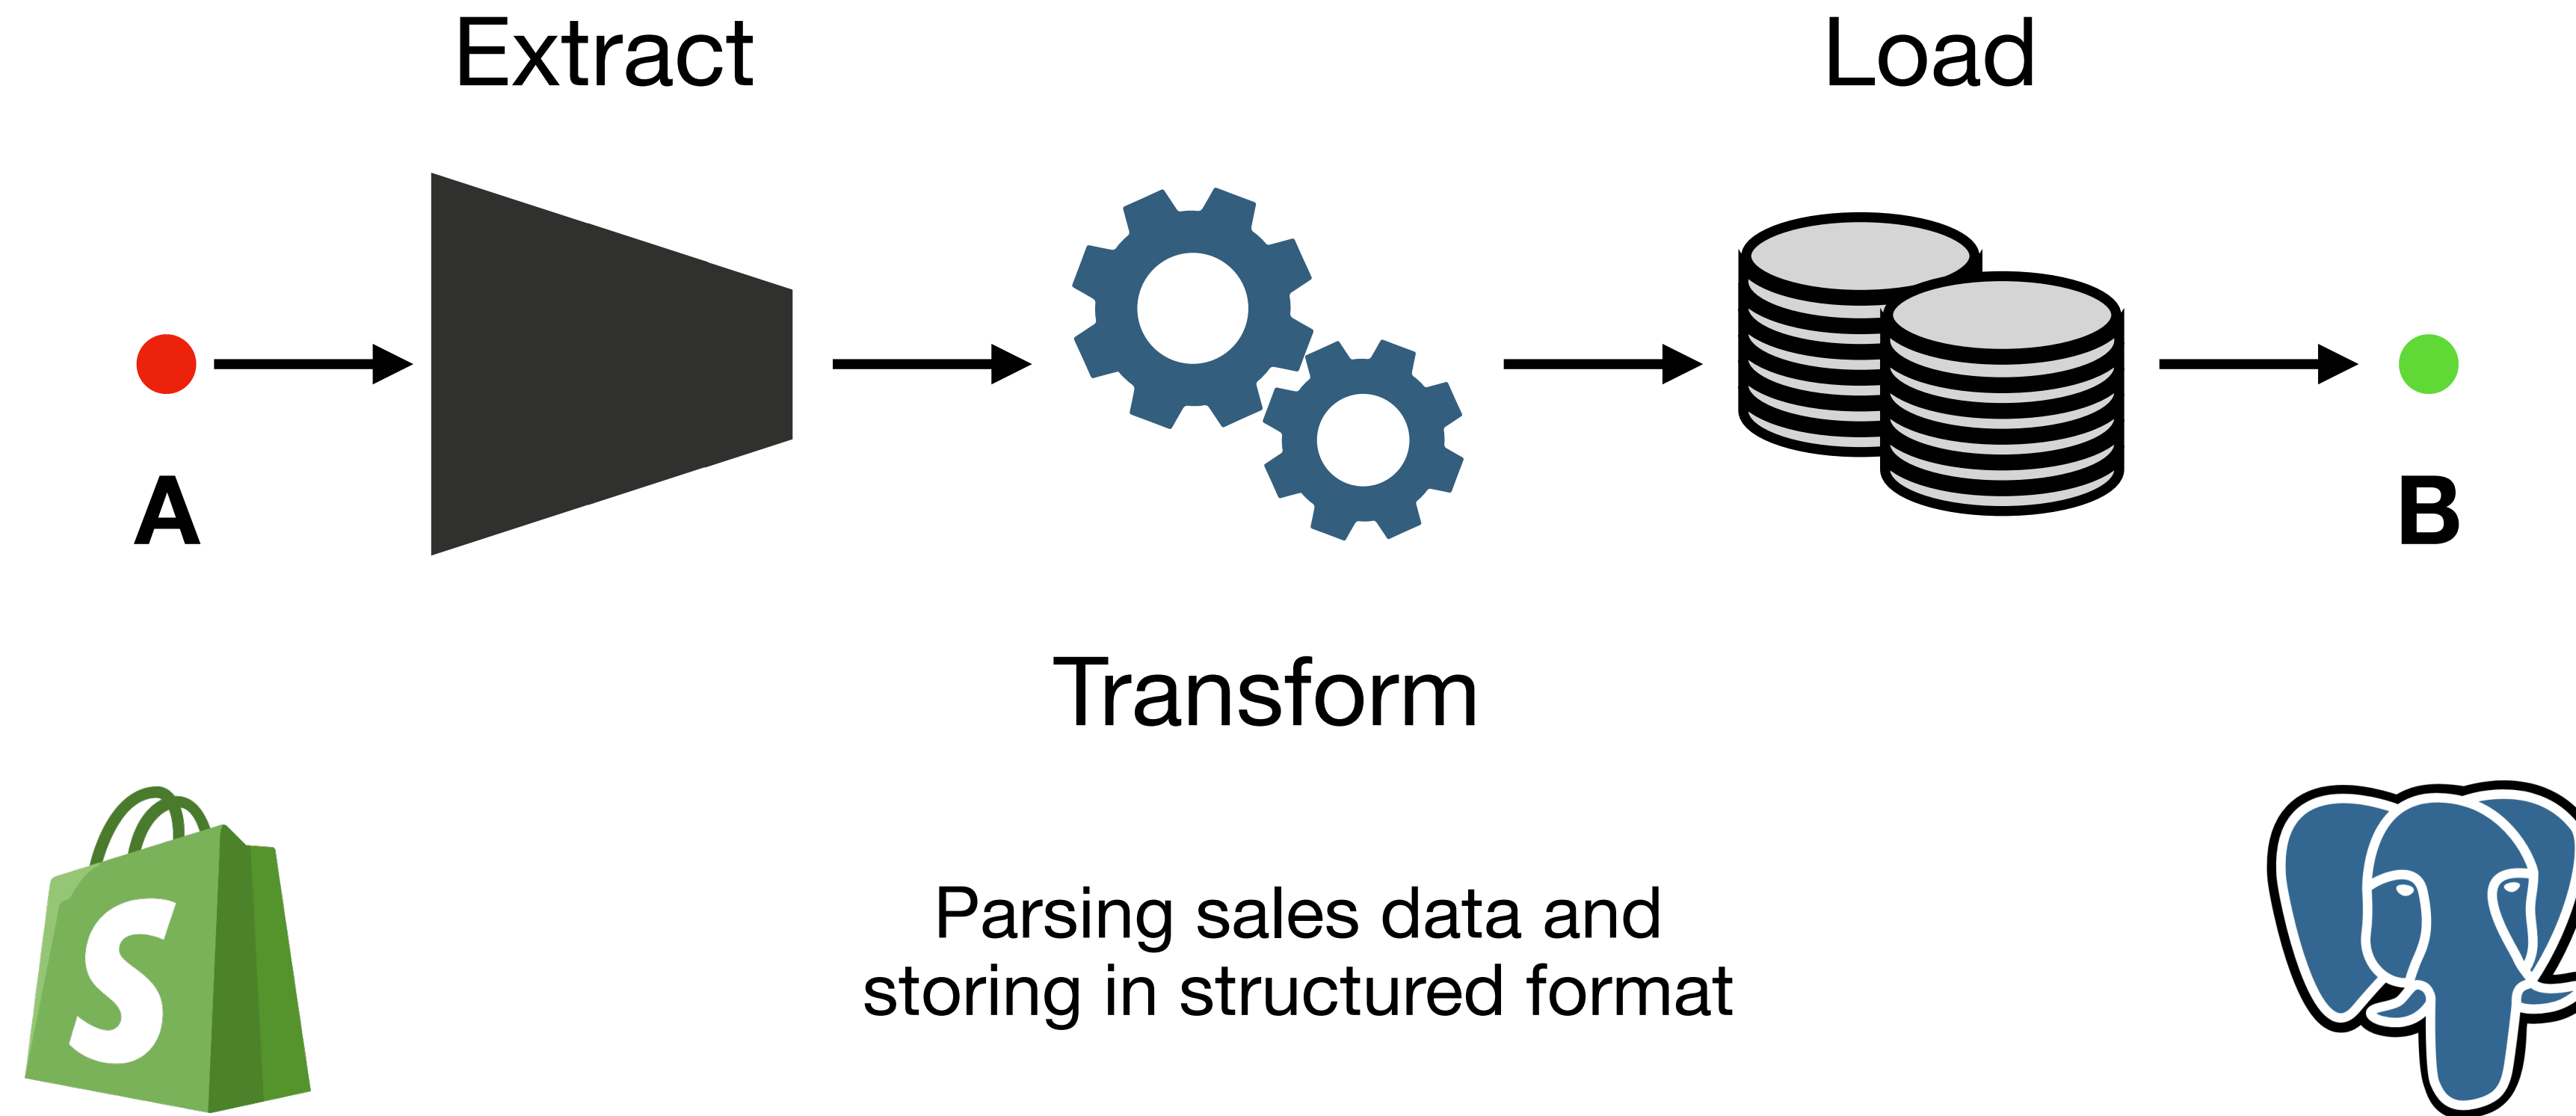 Extract
Load
A
B
Transform
S
Parsing sales data and
storing in structured format